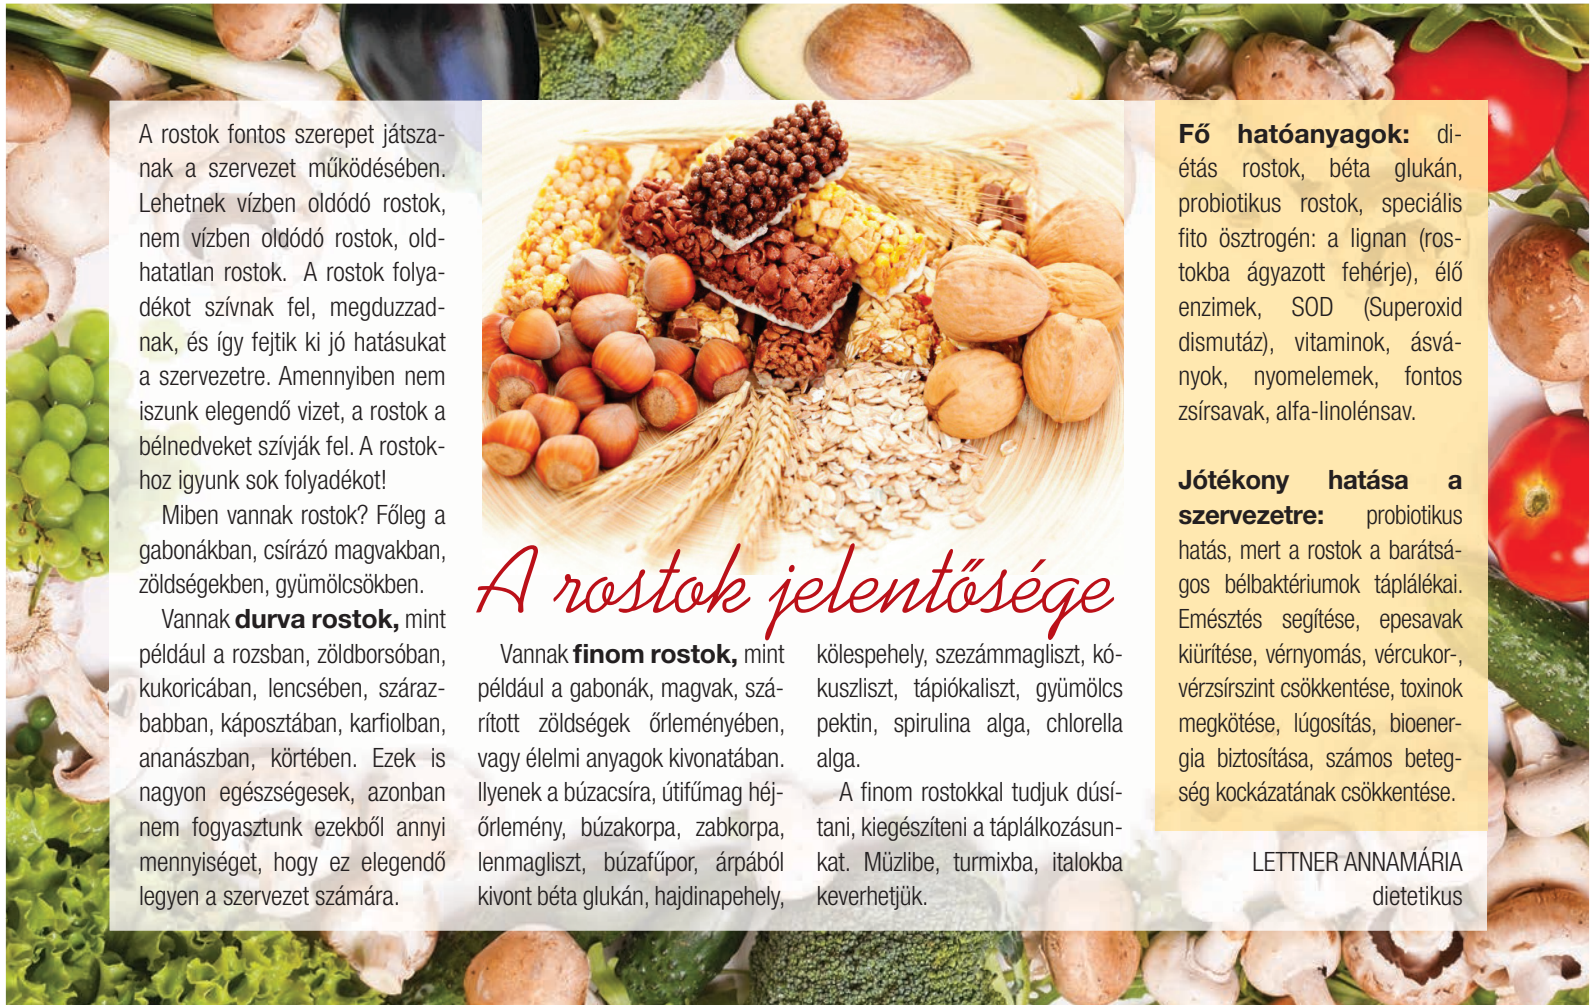 A rostok fontos szerepet játsza-
nak a szervezet működésében.
Lehetnek vízben oldódó rostok,
nem vízben oldódó rostok, old-
hatatlan rostok. A rostok folya-
dékot szívnak fel, megduzzad-
nak, és így fejtik ki jó hatásukat
a szervezetre. Amennyiben nem
iszunk elegendő vizet, a rostok a
bélnedveket szívják fel. A rostok-
hoz igyunk sok folyadékot!
Miben vannak rostok? Főleg a
gabonákban, csírázó magvakban,
zöldségekben, gyümölcsökben.
Vannak durva rostok, mint
például a rozsban, zöldborsóban,
kukoricában, lencsében, száraz-
babban, káposztában, karfiolban,
ananászban, körtében. Ezek is
nagyon egészségesek, azonban
nem fogyasztunk ezekből annyi
mennyiséget, hogy ez elegendő
legyen a szervezet számára.
A rostok jelentősége
Vannak finom rostok, mint
például a gabonák, magvak, szá-
rított zöldségek őrleményében,
vagy élelmi anyagok kivonatában.
Ilyenek a búzacsíra, útifűmag héj-
őrlemény, búzakorpa, zabkorpa,
lenmagliszt, búzafűpor, árpából
kivont béta glukán, hajdinapehely,
kölespehely, szezámmagliszt, kó-
kuszliszt, tápiókaliszt, gyümölcs
pektin, spirulina alga, chlorella
alga.
A finom rostokkal tudjuk dúsí-
tani, kiegészíteni a táplálkozásun-
kat. Müzlibe, turmixba, italokba
keverhetjük.
Fő hatóanyagok: di-
étás rostok, béta glukán,
probiotikus rostok, speciális
fito ösztrogén: a lignan (ros-
tokba ágyazott fehérje), élő
enzimek, SOD (Superoxid
dismutáz), vitaminok, ásvá-
nyok, nyomelemek, fontos
zsírsavak, alfa-linolénsav.
Jótékony hatása a
szervezetre: probiotikus
hatás, mert a rostok a barátsá-
gos bélbaktériumok táplálékai.
Emésztés segítése, epesavak
kiürítése, vérnyomás, vércukor-,
vérzsírszint csökkentése, toxinok
megkötése, lúgosítás, bioener-
gia biztosítása, számos beteg-
ség kockázatának csökkentése.
LETTNER ANNAMÁRIA
dietetikus